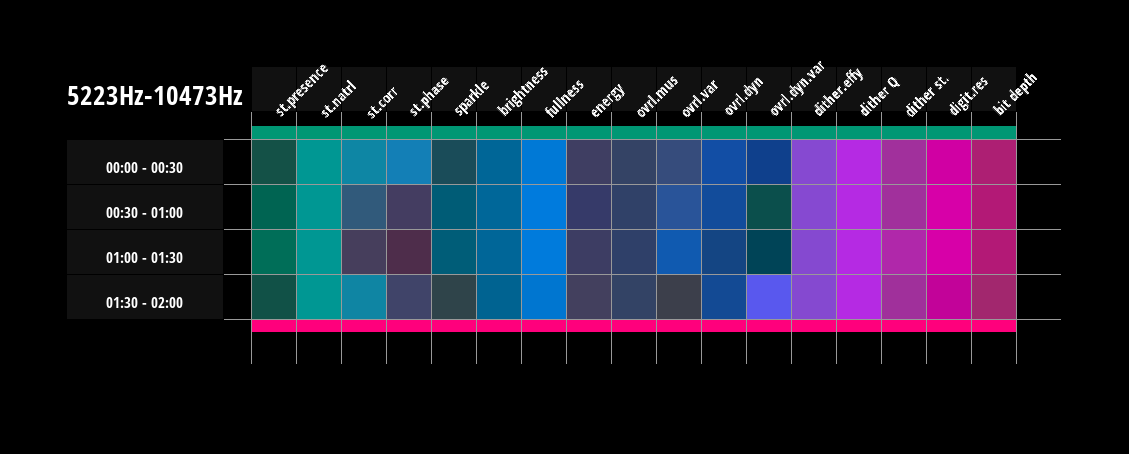 5223Hz-10473Hz
st.presence
st.natrl
st.corr
st.phase
sparkle
brightness
fullness
energy
ovrl.mus
ovrl.var
ovrl.dyn
ovrl.dyn.var
dither.effy
dither Q
dither st.
digit.res
bit depth
00:00 - 00:30
00:30 - 01:00
01:00 - 01:30
01:30 - 02:00